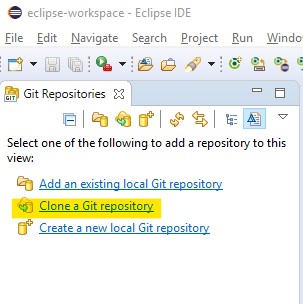 eclipse-workspace - Eclipse IDE
File Edit Navigate Search Project Run Windo
Git Repositories
GIT
Select one of the following to add a repository to this
view:
Add an existing local Git repository
Clone a Git repository
Create a new local Git repository